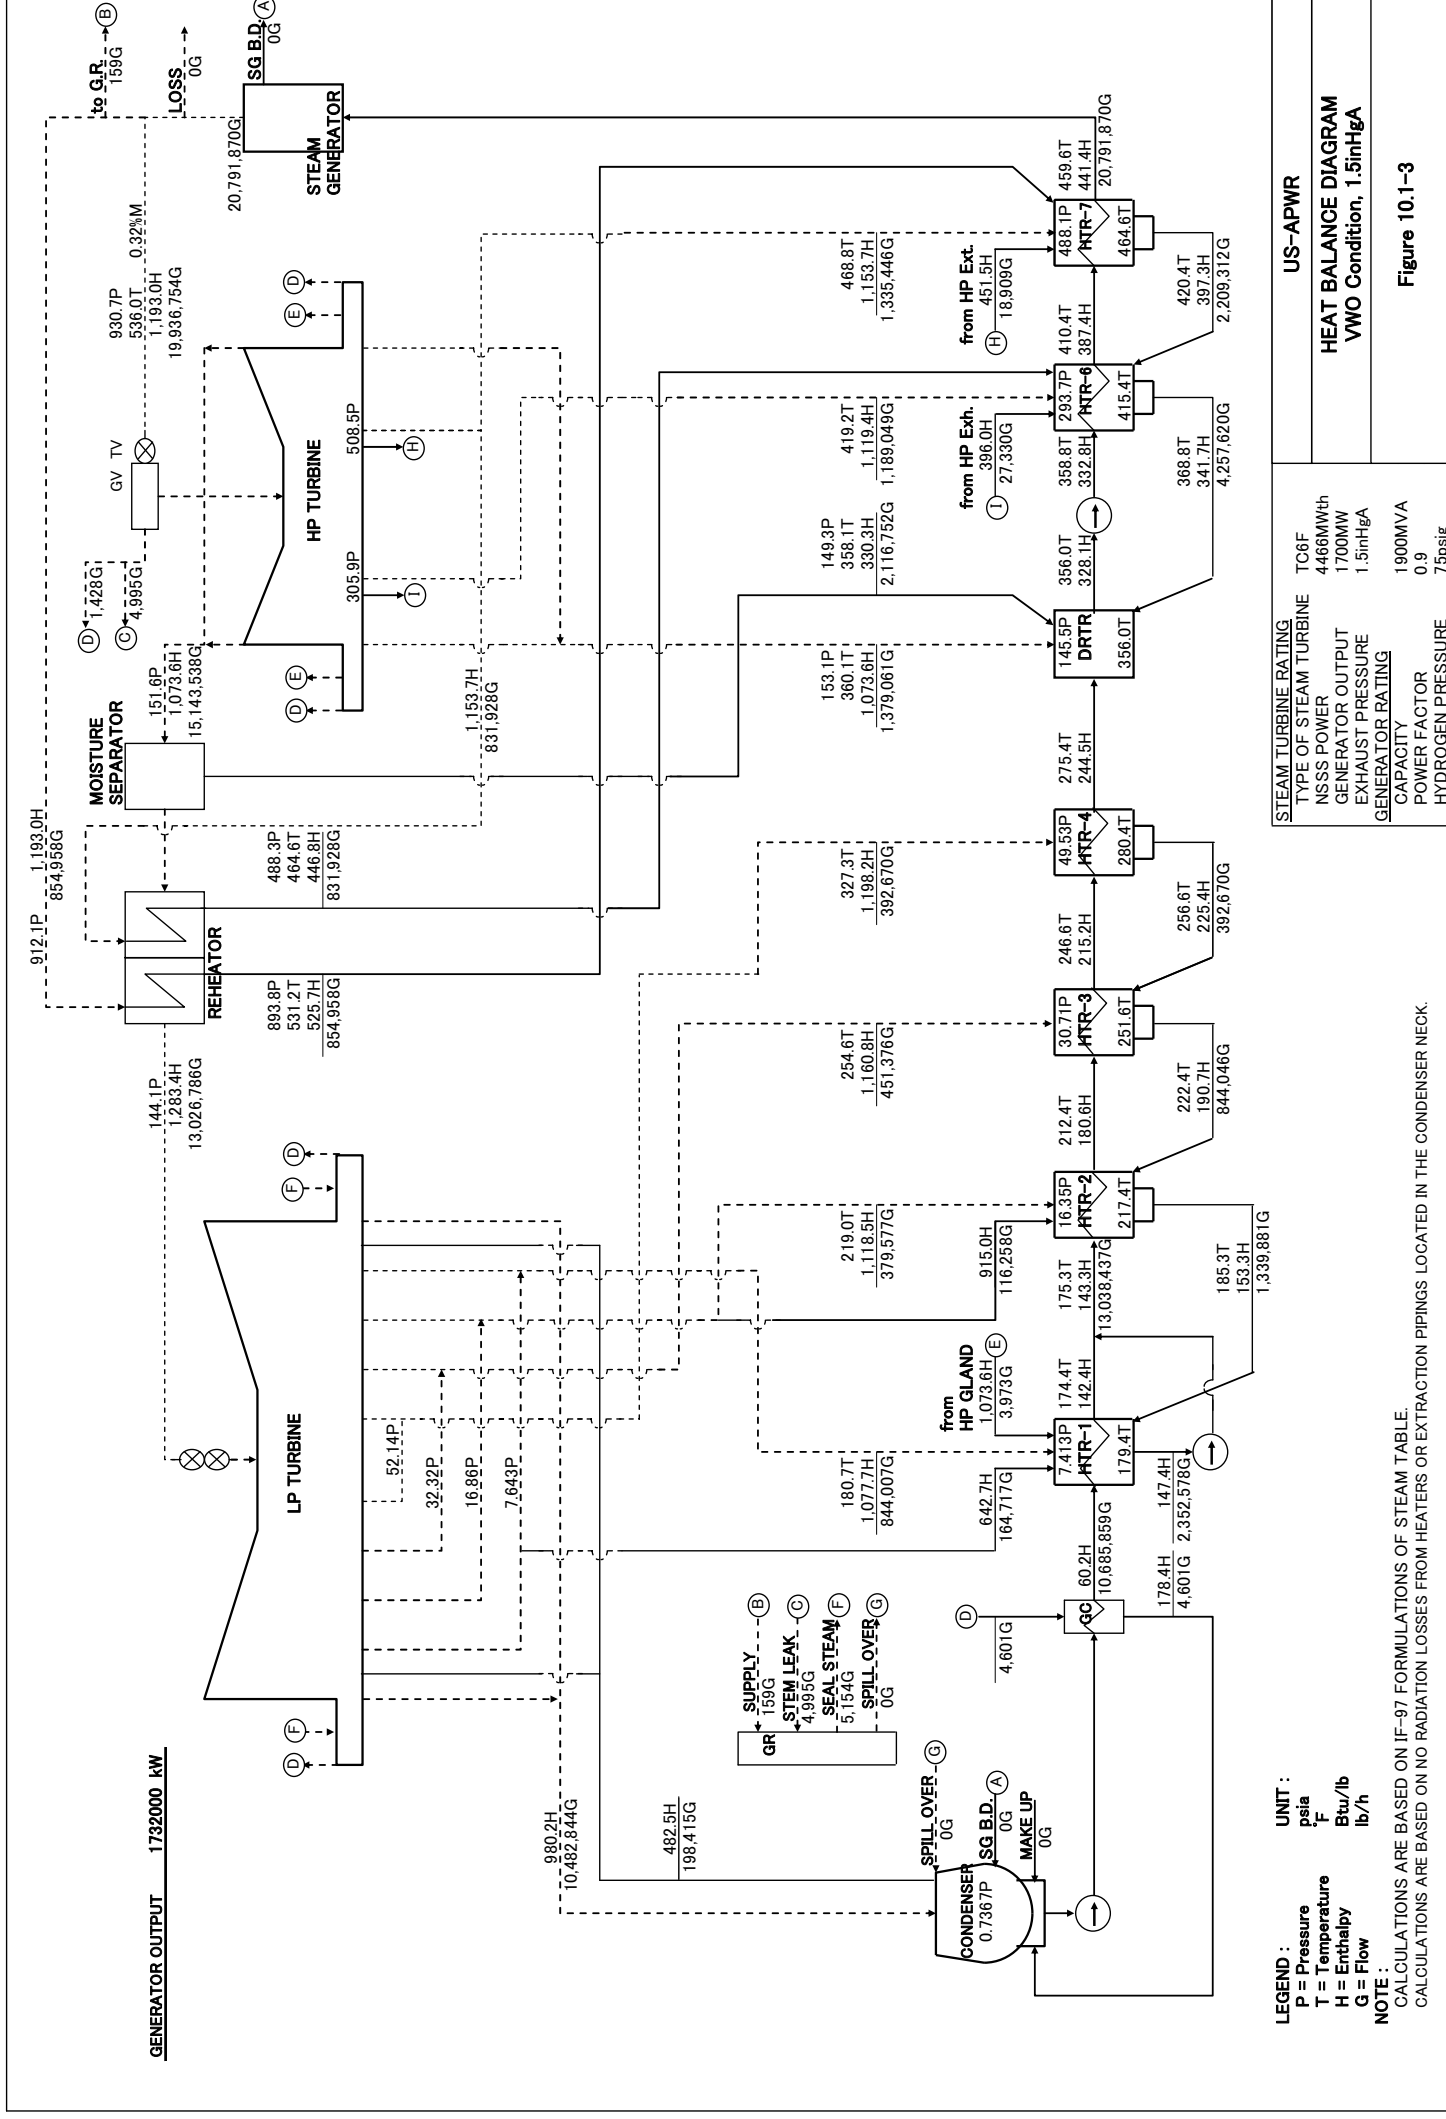 GENERATOR OUTPUT 1732000 kW
LP TURBINE
D
F
F
D
52.14P
32.32P
16.86P
7.643P
144.1P
1,283.4H
13,026,786G
912.1P 1,193.0H
854,958G
REHEATOR
MOISTURE
SEPARATOR
893.8P
531.2T
525.7H
854,958G
488.3P
464.6T
446.8H
831,928G
151.6P
1,073.6H
15,143,538G
D 1,428G
C 4,995G
GV TV
930.7P
536.0T 0.32%M
1,193.0H
19,936,754G
to G.R.
159G
B
LOSS
0G
SG B.D.
0G
A
20,791,870G
STEAM
GENERATOR
HP TURBINE
D
E
E
D
305.9P
508.5P
I
H
1,153.7H
831,928G
980.2H
10,482,844G
482.5H
198,415G
SUPPLY
159G
B
STEM LEAK
4,995G
C
SEAL STEAM
5,154G
F
SPILL OVER
0G
G
GR
180.7T
1,077.7H
844,007G
219.0T
1,118.5H
379,577G
254.6T
1,160.8H
451,376G
327.3T
1,198.2H
392,670G
153.1P
360.1T
1,073.6H
1,379,061G
149.3P
358.1T
330.3H
2,116,752G
419.2T
1,119.4H
1,189,049G
468.8T
1,153.7H
1,335,446G
SPILL OVER
0G
G
SG B.D.
0G
A
MAKE UP
0G
CONDENSER
0.7367P
D
4,601G
GC
178.4H
4,601G
60.2H
10,685,859G
642.7H
164,717G
from
HP GLAND
1,073.6H
3,973G
E
7.413P
HTR-1
179.4T
147.4H
2,352,578G
174.4T
142.4H
175.3T
143.3H
13,038,437G
915.0H
116,258G
16.35P
HTR-2
217.4T
185.3T
153.3H
1,339,881G
212.4T
180.6H
30.71P
HTR-3
251.6T
222.4T
190.7H
844,046G
246.6T
215.2H
49.53P
HTR-4
280.4T
256.6T
225.4H
392,670G
275.4T
244.5H
145.5P
DRTR
356.0T
356.0T
328.1H
358.8T
332.8H
from HP Exh.
396.0H
27,330G
I
293.7P
HTR-6
415.4T
368.8T
341.7H
4,257,620G
410.4T
387.4H
from HP Ext.
451.5H
18,909G
H
488.1P
HTR-7
464.6T
420.4T
397.3H
2,209,312G
459.6T
441.4H
20,791,870G
LEGEND : UNIT :
P = Pressure psia
T = Temperature °F
H = Enthalpy Btu/lb
G = Flow lb/h
NOTE :
CALCULATIONS ARE BASED ON IF-97 FORMULATIONS OF STEAM TABLE.
CALCULATIONS ARE BASED ON NO RADIATION LOSSES FROM HEATERS OR EXTRACTION PIPINGS LOCATED IN THE CONDENSER NECK.
STEAM TURBINE RATING
TYPE OF STEAM TURBINE TC6F
NSSS POWER 4466MWth
GENERATOR OUTPUT 1700MW
EXHAUST PRESSURE 1.5inHgA
GENERATOR RATING
CAPACITY 1900MVA
POWER FACTOR 0.9
HYDROGEN PRESSURE 75psig
US-APWR
HEAT BALANCE DIAGRAM
VWO Condition, 1.5inHgA
Figure 10.1-3